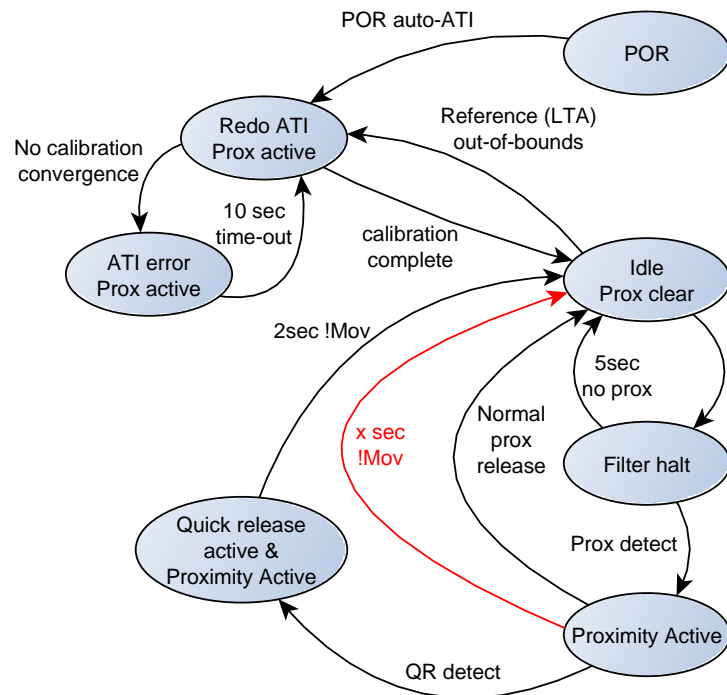 POR auto-ATI
POR
Redo ATI
Prox active
Reference (LTA)
out-of-bounds
No calibration
convergence
10 sec
time-out
calibration
complete
ATI error
Prox active
Idle
Prox clear
2sec !Mov
5sec
no prox
x sec
!Mov
Normal
prox
release
Filter halt
Quick release
active &
Proximity Active
Prox detect
Proximity Active
QR detect